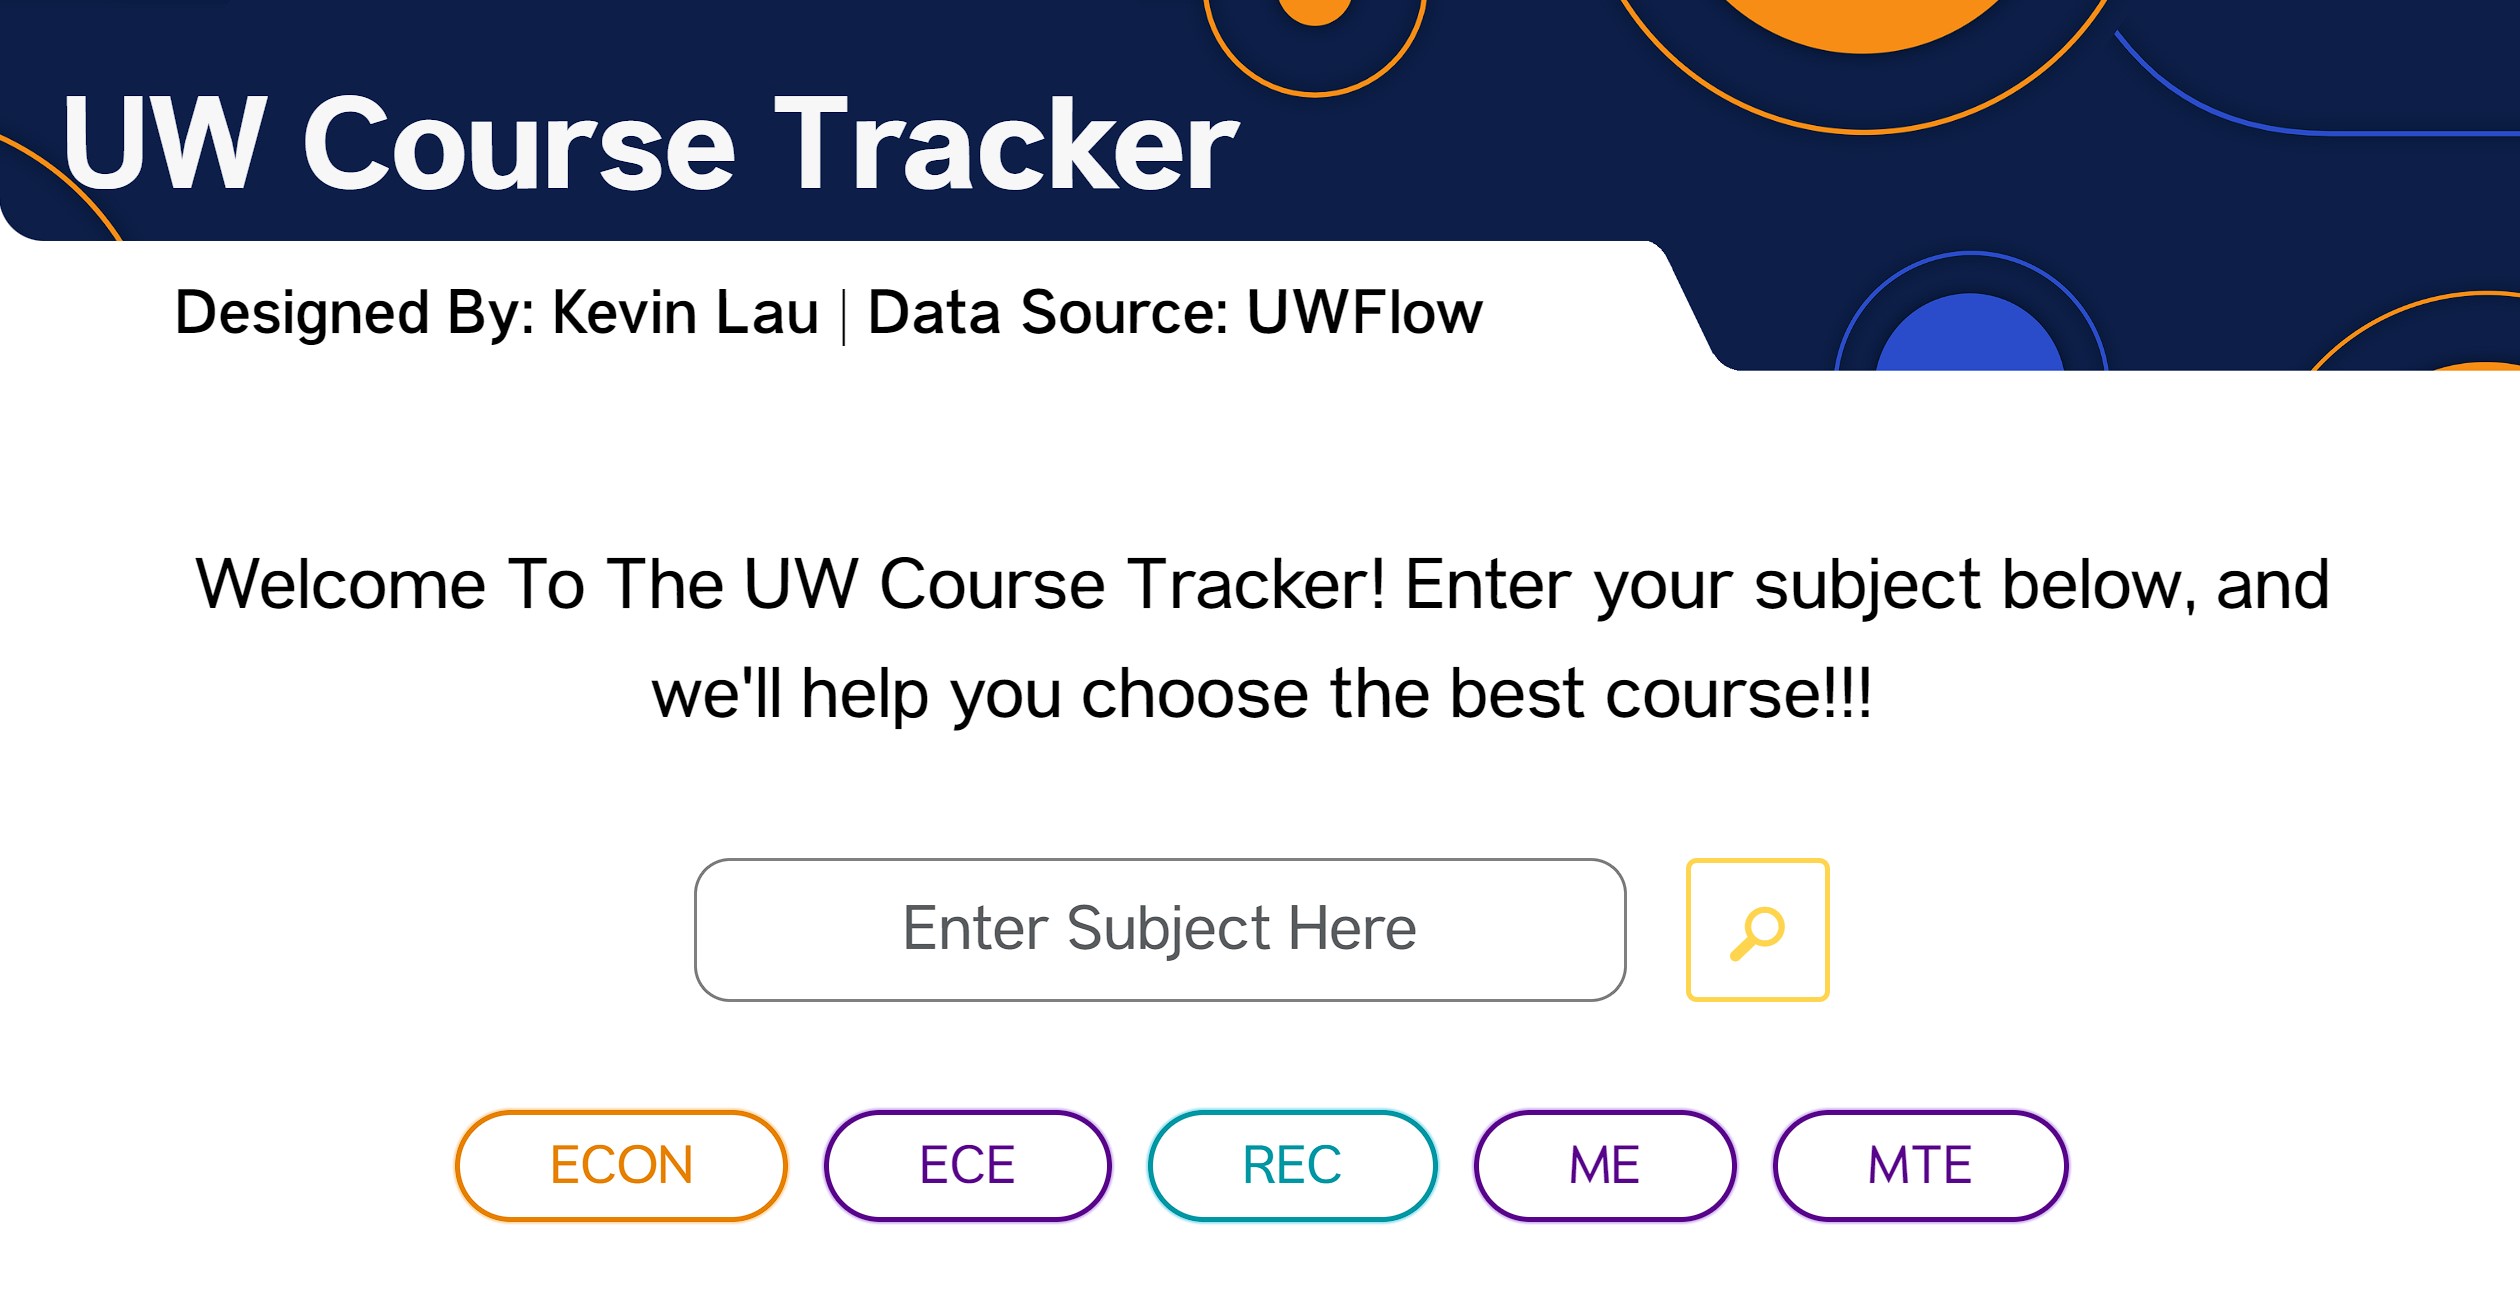 UW Course Tracker
Designed By: Kevin Lau | Data Source: UWFlow
Welcome To The UW Course Tracker! Enter your subject below, and
we'll help you choose the best course!!!
Enter Subject Here
ECON
ECE
REC
ME
MTE